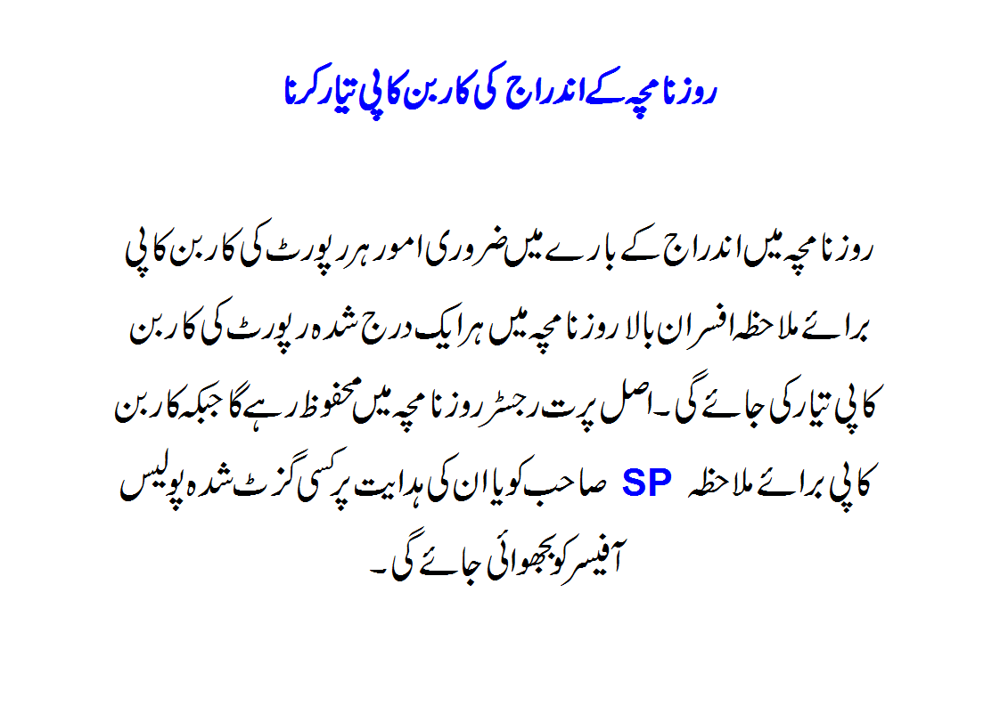 روزنامچہ کے اندراج کی کاربن کاپی تیار کرنا
روزنامچہ میں اندراج کے بارے میں ضروری امور ہر رپورٹ کی کاربن کاپی
برائے ملاحظہ افسران بالا روزنامچہ میں ہر ایک درج شدہ رپورٹ کی کاربن
کاپی تیار کی جائے گی۔ اصل پرت رجسٹر روزنامچہ میں محفوظ رہے گا جبکہ کاربن
کاپی برائے ملاحظہ SP صاحب کو یا ان کی ہدایت پر کسی گزٹ شدہ پولیس
آفیسر کو بھجوائی جائے گی۔